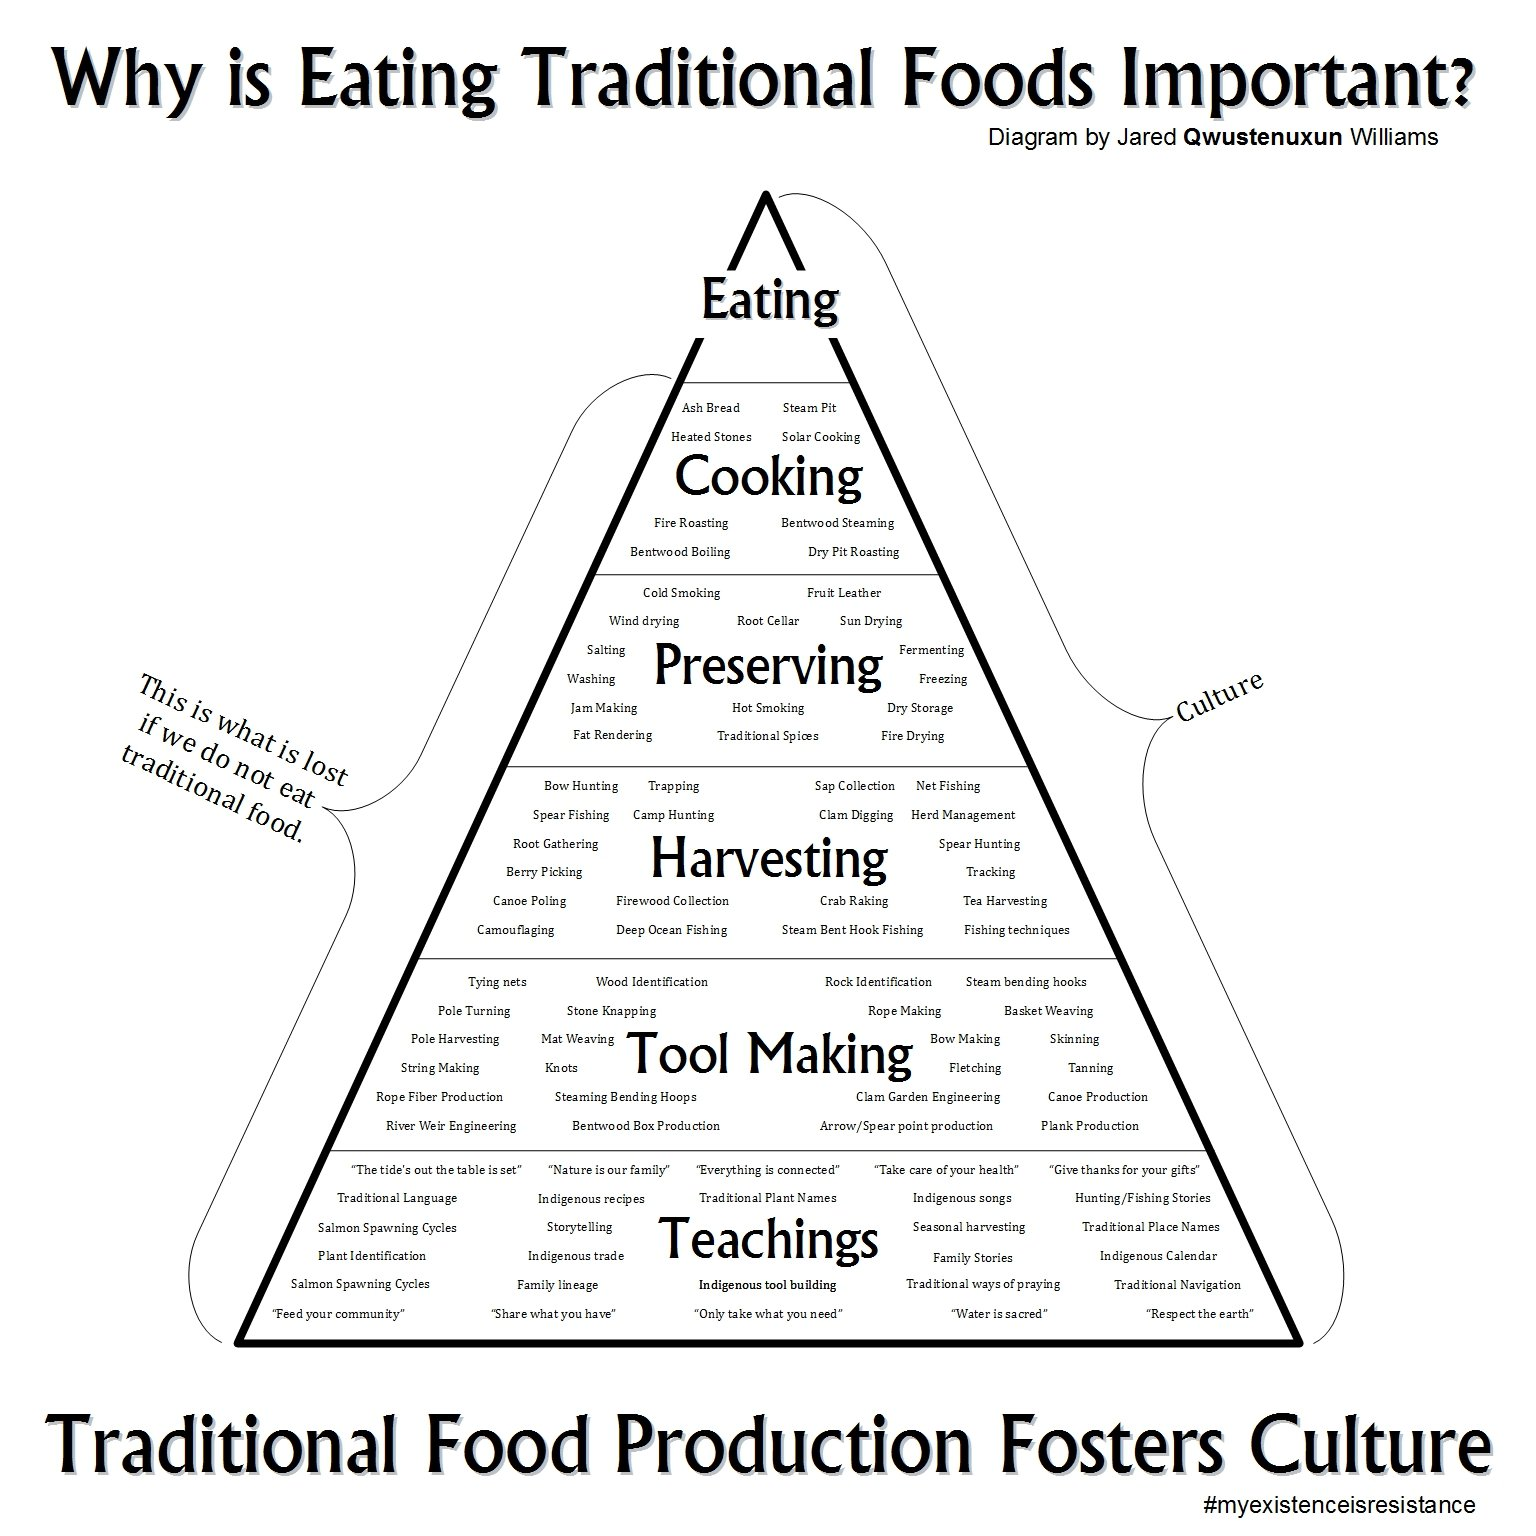 Why is Eating Traditional Foods Important?
Diagram by Jared Qwustenuxun Williams
Eating
Ash Bread Steam Pit
Heated Stones Solar Cooking
Cooking
Fire Roasting Bentwood Steaming
Bentwood Boiling Dry Pit Roasting
Cold Smoking Fruit Leather
Wind drying Root Cellar Sun Drying
Salting Fermenting
Preserving
Washing Freezing
Jam Making Hot Smoking Dry Storage
Fat Rendering Traditional Spices Fire Drying
This is what is lost
if we do not eat
traditional food.
Culture
Bow Hunting Trapping Sap Collection Net Fishing
Spear Fishing Camp Hunting Clam Digging Herd Management
Root Gathering Spear Hunting
Harvesting
Berry Picking Tracking
Canoe Poling Firewood Collection Crab Raking Tea Harvesting
Camouflaging Deep Ocean Fishing Steam Bent Hook Fishing Fishing techniques
Tying nets Wood Identification Rock Identification Steam bending hooks
Pole Turning Stone Knapping Rope Making Basket Weaving
Pole Harvesting Mat Weaving Bow Making Skinning
Tool Making
String Making Knots Fletching Tanning
Rope Fiber Production Steaming Bending Hoops Clam Garden Engineering Canoe Production
River Weir Engineering Bentwood Box Production Arrow/Spear point production Plank Production
“The tide’s out the table is set” “Nature is our family” “Everything is connected” “Take care of your health” “Give thanks for your gifts”
Traditional Language Indigenous recipes Traditional Plant Names Indigenous songs Hunting/Fishing Stories
Salmon Spawning Cycles Storytelling Seasonal harvesting Traditional Place Names
Teachings
Plant Identification Indigenous trade Family Stories Indigenous Calendar
Salmon Spawning Cycles Family lineage Indigenous tool building Traditional ways of praying Traditional Navigation
“Feed your community” “Share what you have” “Only take what you need” “Water is sacred” “Respect the earth”
Traditional Food Production Fosters Culture
#myexistenceisresistance